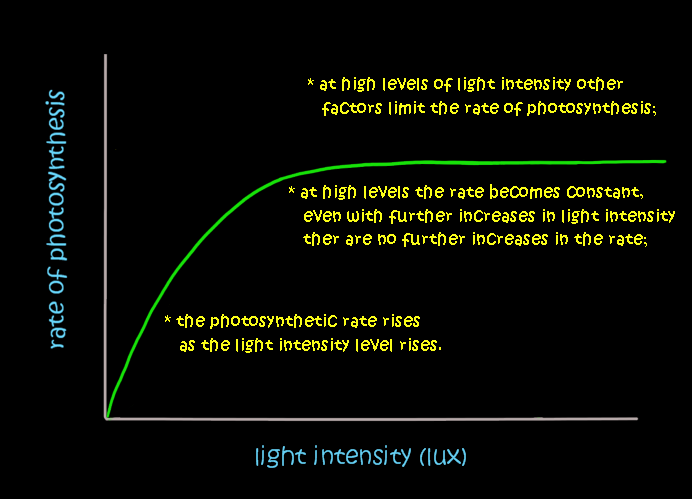 * at high levels of light intensity other
factors limit the rate of photosynthesis;
rate of photosynthesis
* at high levels the rate becomes constant,
even with further increases in light intensity
ther are no further increases in the rate;
* the photosynthetic rate rises
as the light intensity level rises.
light intensity (lux)